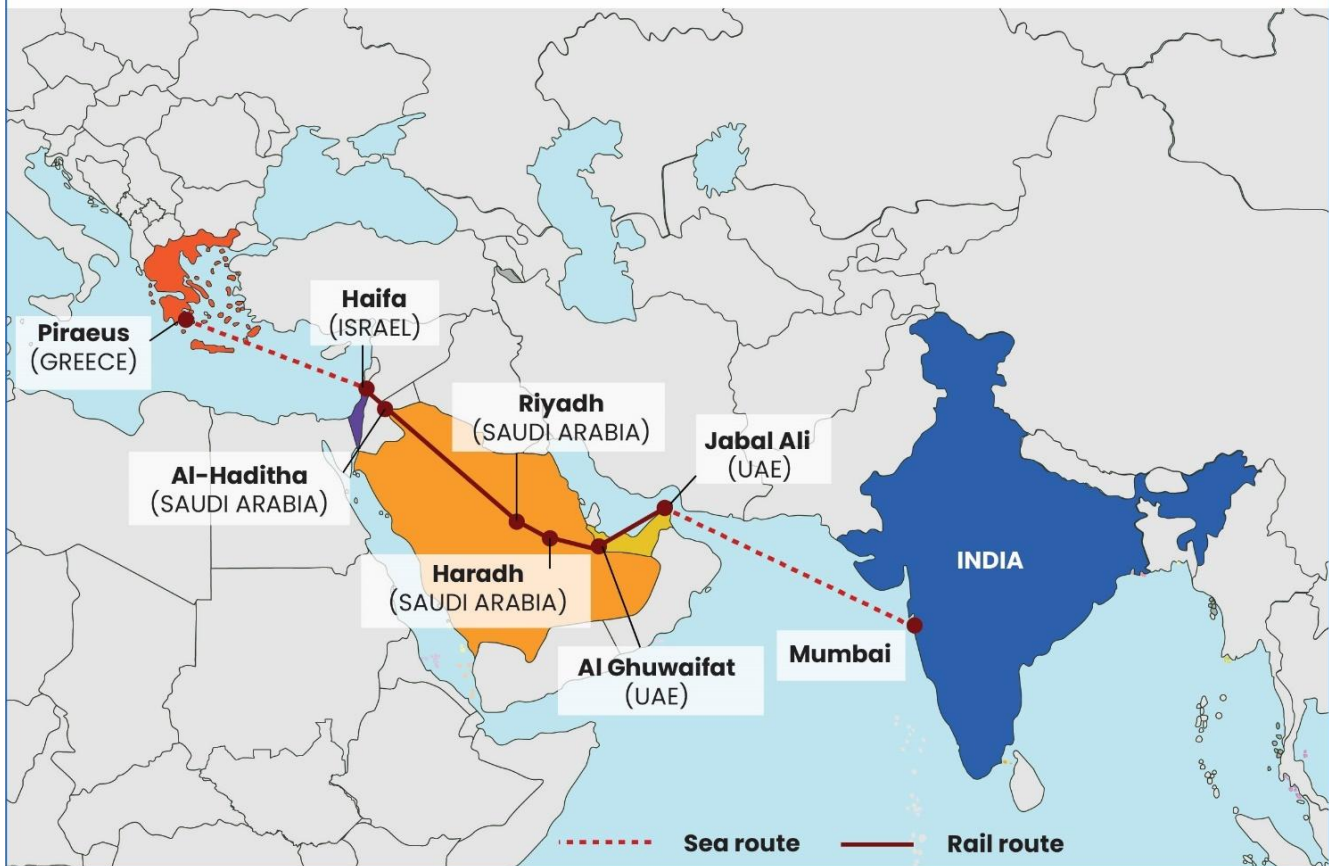 Haifa
(ISRAEL)
Piraeus
(GREECE)
Riyadh
(SAUDI ARABIA)
Jabal Ali
(UAE)
Al-Haditha
(SAUDI ARABIA)
Haradh
(SAUDI ARABIA)
INDIA
Mumbai
Al Ghuwaifat
(UAE)
Sea route
Rail route